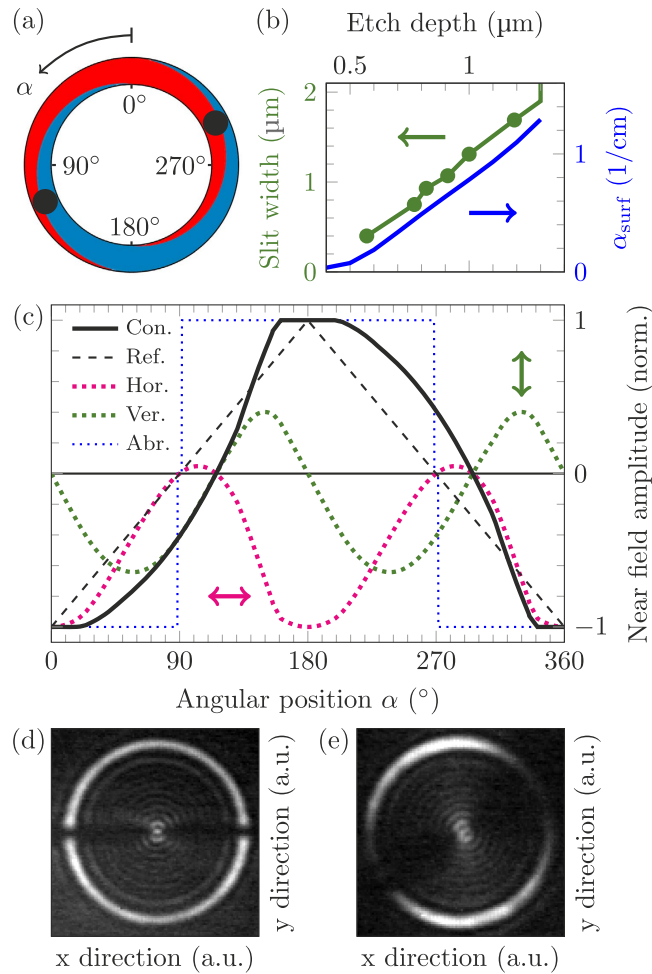 (a)
α
0°
90°
270°
180°
(b)
Etch depth (µm)
0.5
1
2
1
0
Slit width (µm)
1
0
α_surf (1/cm)
(c)
Con.
Ref.
Hor.
Ver.
Abr.
1
0
−1
Near field amplitude (norm.)
0
90
180
270
360
Angular position α (°)
(d)
y direction (a.u.)
x direction (a.u.)
(e)
y direction (a.u.)
x direction (a.u.)